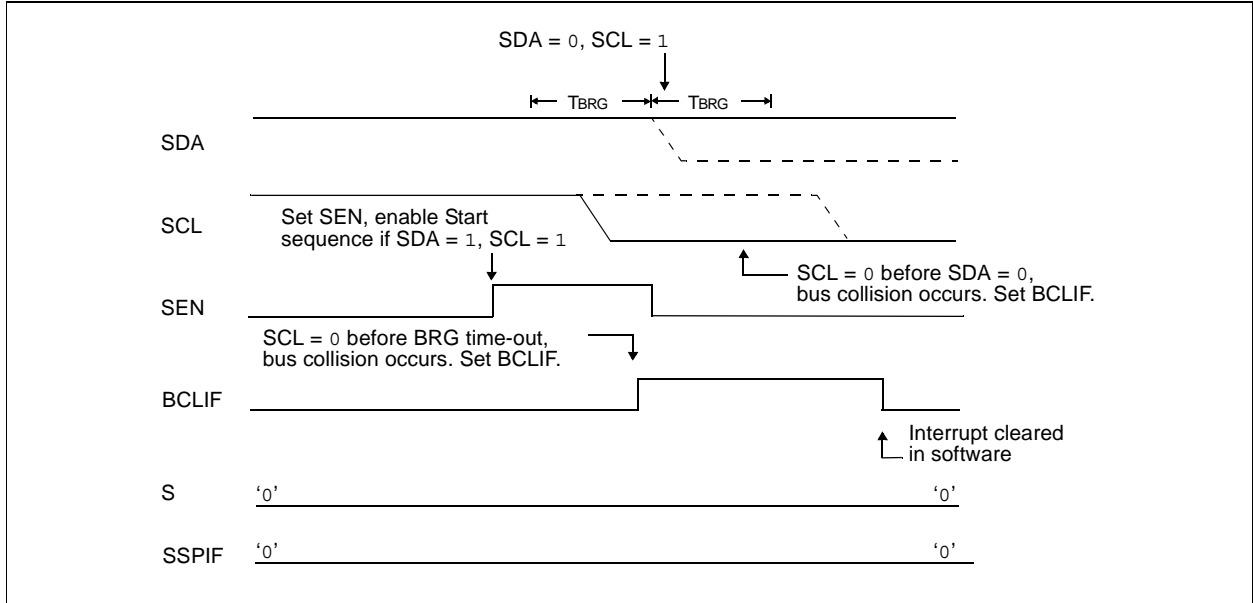 SDA = 0, SCL = 1
TBRG TBRG
SDA
SCL
Set SEN, enable Start
sequence if SDA = 1, SCL = 1
SCL = 0 before SDA = 0,
bus collision occurs. Set BCLIF.
SEN
SCL = 0 before BRG time-out,
bus collision occurs. Set BCLIF.
BCLIF
Interrupt cleared
in software
S ‘0’ ‘0’
SSPIF ‘0’ ‘0’